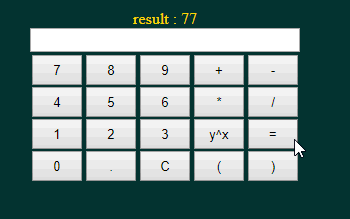 result : 77
7 8 9 + -
4 5 6 * /
1 2 3 y^x =
0 . C ( )